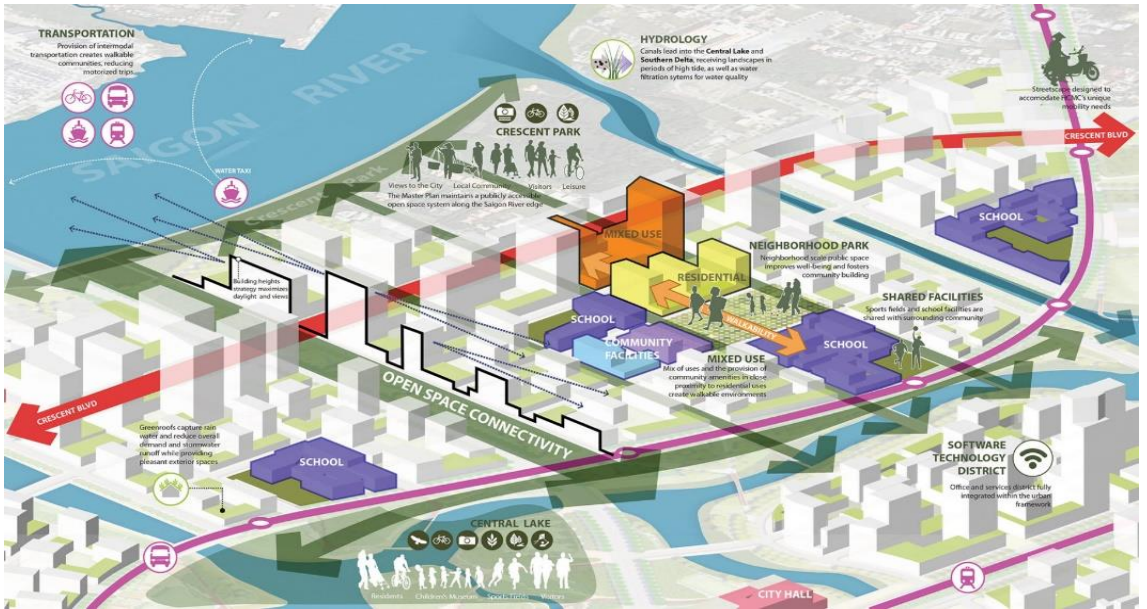 TRANSPORTATION
Provision of intermodal
transportation creates walkable
communities, reducing
motorized trips
SAIGON RIVER
WATER TAXI
HYDROLOGY
Canals lead into the Central Lake and
Southern Delta, receiving landscapes in
periods of high tide, as well as water
filtration sytems for water quality
Streetscape designed to
accomodate HCMC's unique
mobility needs
CRESCENT BLVD
CRESCENT PARK
Views to the City Local Community Visitors Leisure
The Master Plan maintains a publicly accessible
open space system along the Saigon River edge
Crescent Park
Building heights
strategy maximizes
daylight and views
MIXED USE
RESIDENTIAL
NEIGHBORHOOD PARK
Neighborhood scale public space
improves well-being and fosters
community building
SCHOOL
SHARED FACILITIES
Sports fields and school facilities are
shared with surrounding community
SCHOOL
COMMUNITY
FACILITIES
WALKABILITY
SCHOOL
MIXED USE
Mix of uses and the provision of
community amenities in close
proximity to residential uses
create walkable environments
OPEN SPACE CONNECTIVITY
CRESCENT BLVD
Greenroofs capture rain
water and reduce overall
demand and stormwater
runoff while providing
pleasant exterior spaces
SCHOOL
SOFTWARE
TECHNOLOGY
DISTRICT
Office and services district fully
integrated within the urban
framework
CENTRAL LAKE
Residents Children's Museum Sports Visitors
CITY HALL